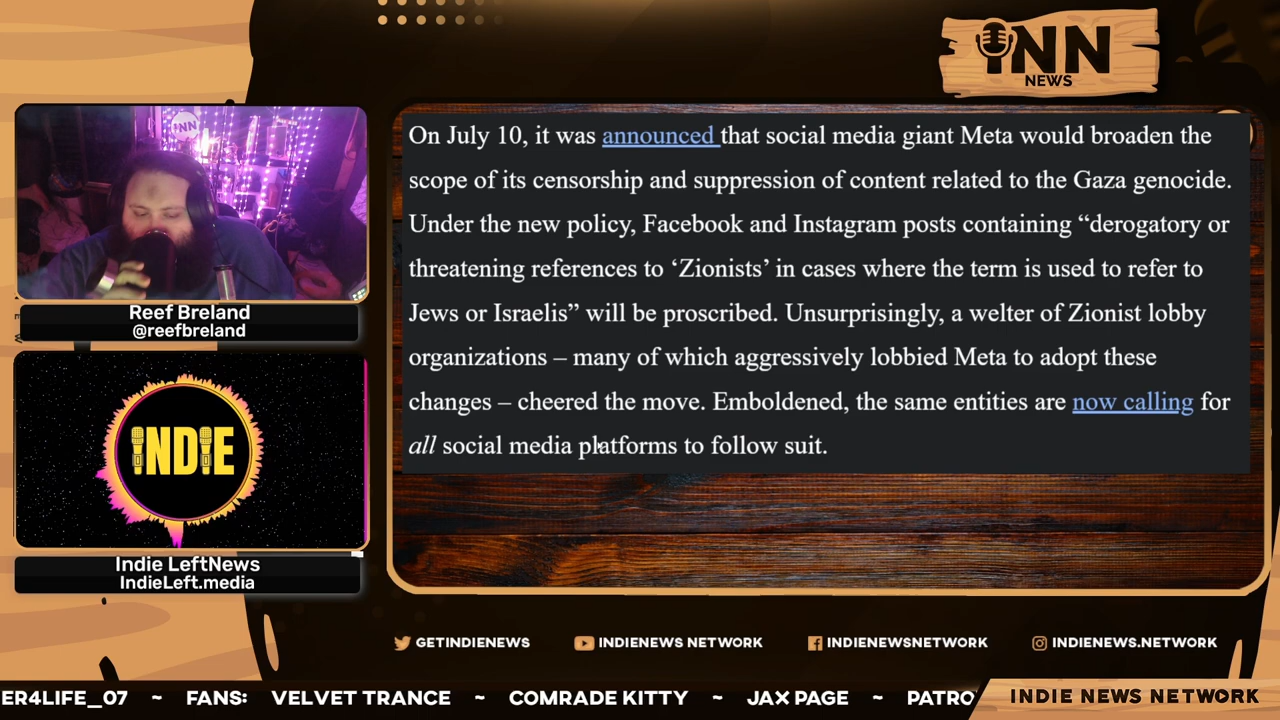 INN
NEWS
On July 10, it was announced that social media giant Meta would broaden the
scope of its censorship and suppression of content related to the Gaza genocide.
Under the new policy, Facebook and Instagram posts containing “derogatory or
threatening references to ‘Zionists’ in cases where the term is used to refer to
Jews or Israelis” will be proscribed. Unsurprisingly, a welter of Zionist lobby
organizations – many of which aggressively lobbied Meta to adopt these
changes – cheered the move. Emboldened, the same entities are now calling for
all social media platforms to follow suit.
INN
Reef Breland
@reefbreland
INDIE
Indie LeftNews
IndieLeft.media
GETINDIENEWS
INDIENEWS NETWORK
INDIENEWSNETWORK
INDIENEWS.NETWORK
ER4LIFE_07 ~ FANS: VELVET TRANCE ~ COMRADE KITTY ~ JAX PAGE ~ PATRO
INDIE NEWS NETWORK